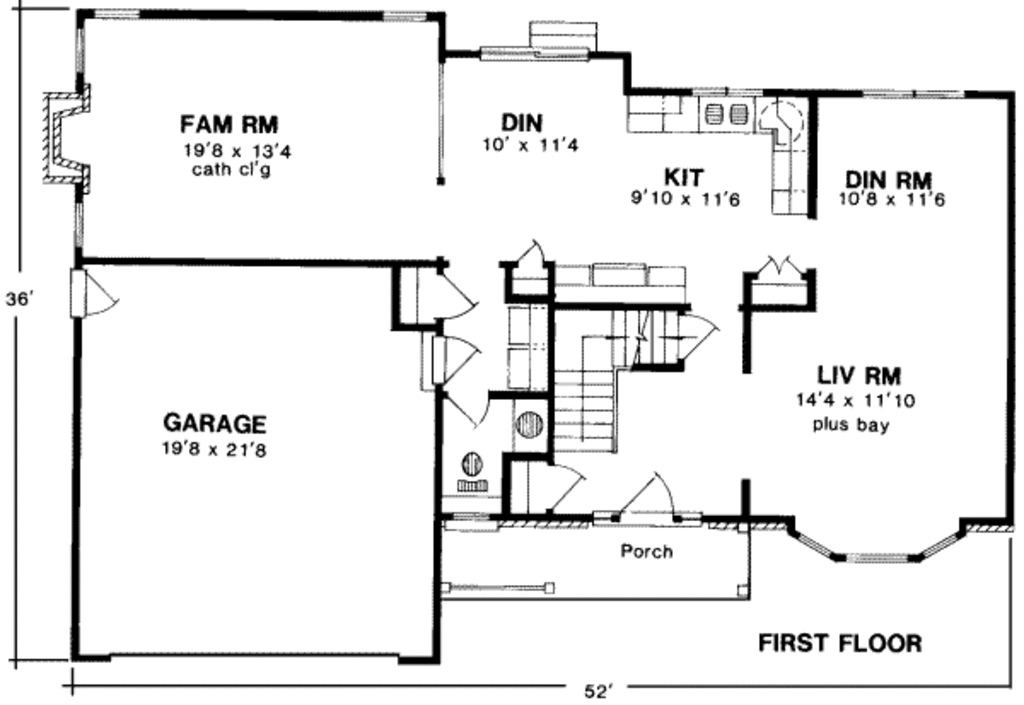 FAM RM
19'8 x 13'4
cath cl'g
DIN
10' x 11'4
KIT
9'10 x 11'6
DIN RM
10'8 x 11'6
36'
GARAGE
19'8 x 21'8
LIV RM
14'4 x 11'10
plus bay
Porch
FIRST FLOOR
52'